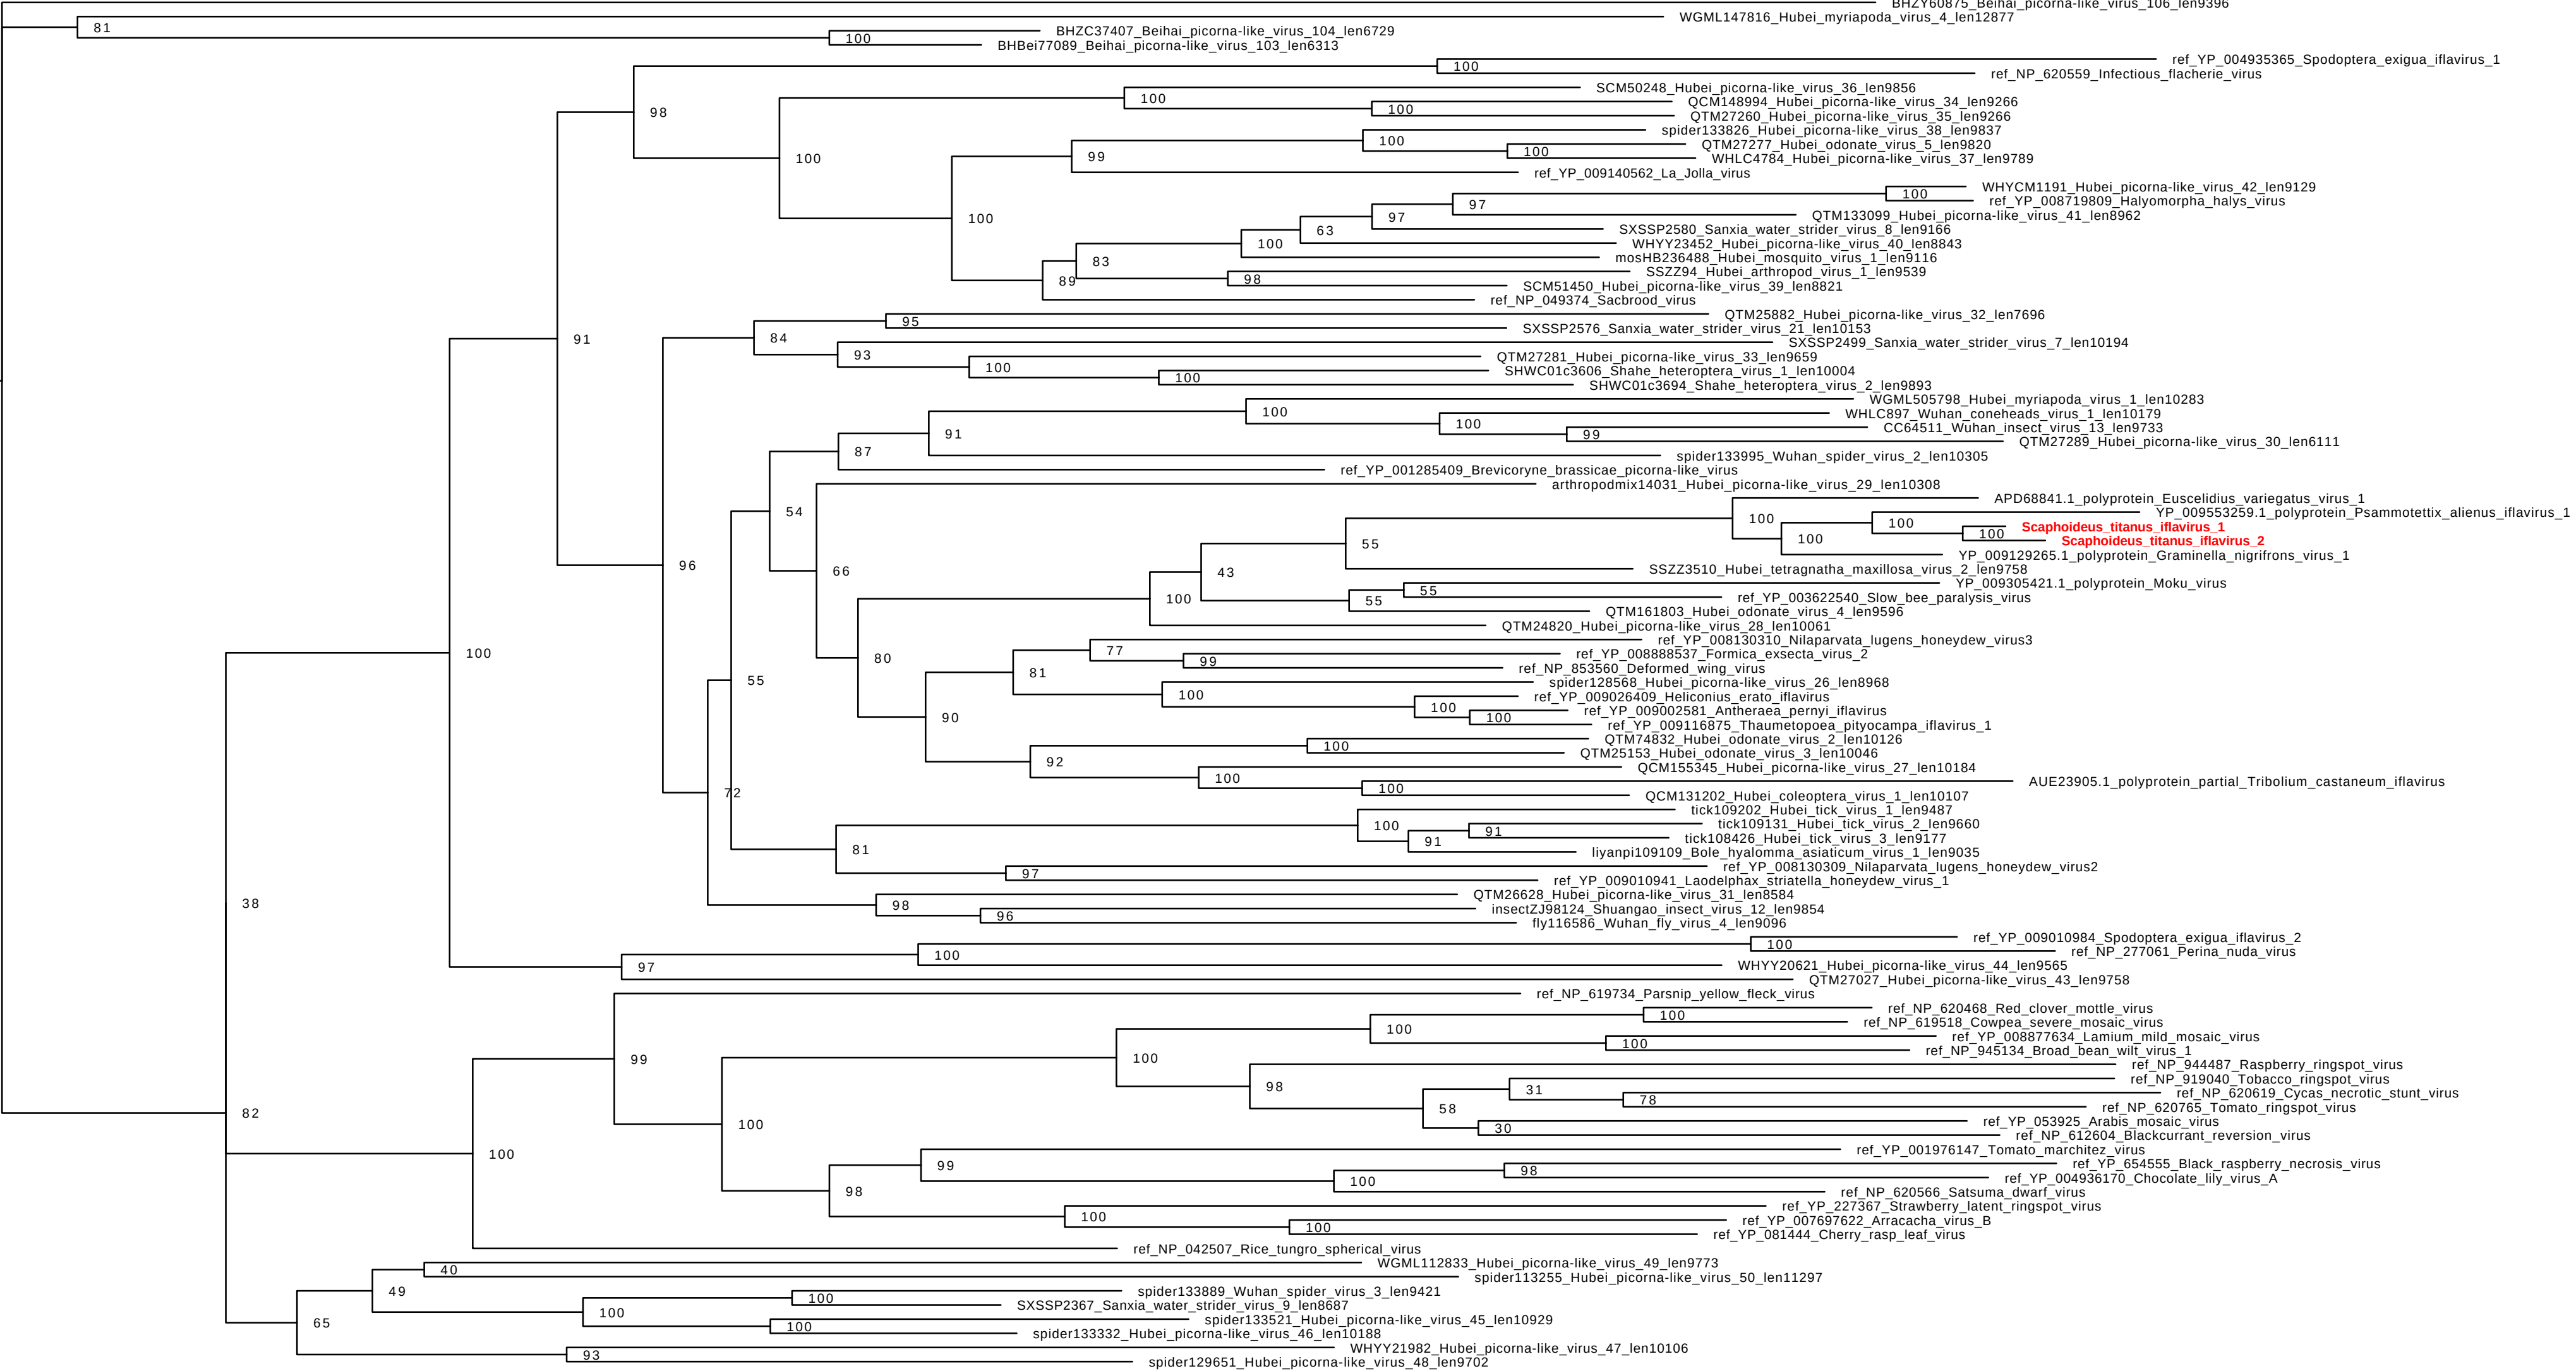 BHZY60875_Beihai_picorna-like_virus_106_len9396
WGML147816_Hubei_myriapoda_virus_4_len12877
81
BHZC37407_Beihai_picorna-like_virus_104_len6729
100
BHBei77089_Beihai_picorna-like_virus_103_len6313
ref_YP_004935365_Spodoptera_exigua_iflavirus_1
100
ref_NP_620559_Infectious_flacherie_virus
SCM50248_Hubei_picorna-like_virus_36_len9856
100
QCM148994_Hubei_picorna-like_virus_34_len9266
98
100
QTM27260_Hubei_picorna-like_virus_35_len9266
spider133826_Hubei_picorna-like_virus_38_len9837
100
QTM27277_Hubei_odonate_virus_5_len9820
100
99
100
WHLC4784_Hubei_picorna-like_virus_37_len9789
ref_YP_009140562_La_Jolla_virus
WHYCM1191_Hubei_picorna-like_virus_42_len9129
100
ref_YP_008719809_Halyomorpha_halys_virus
97
QTM133099_Hubei_picorna-like_virus_41_len8962
97
100
SXSSP2580_Sanxia_water_strider_virus_8_len9166
63
WHYY23452_Hubei_picorna-like_virus_40_len8843
100
mosHB236488_Hubei_mosquito_virus_1_len9116
83
SSZZ94_Hubei_arthropod_virus_1_len9539
98
89
SCM51450_Hubei_picorna-like_virus_39_len8821
ref_NP_049374_Sacbrood_virus
QTM25882_Hubei_picorna-like_virus_32_len7696
95
SXSSP2576_Sanxia_water_strider_virus_21_len10153
84
91
SXSSP2499_Sanxia_water_strider_virus_7_len10194
93
QTM27281_Hubei_picorna-like_virus_33_len9659
100
SHWC01c3606_Shahe_heteroptera_virus_1_len10004
100
SHWC01c3694_Shahe_heteroptera_virus_2_len9893
WGML505798_Hubei_myriapoda_virus_1_len10283
100
WHLC897_Wuhan_coneheads_virus_1_len10179
100
CC64511_Wuhan_insect_virus_13_len9733
91
99
QTM27289_Hubei_picorna-like_virus_30_len6111
87
spider133995_Wuhan_spider_virus_2_len10305
ref_YP_001285409_Brevicoryne_brassicae_picorna-like_virus
arthropodmix14031_Hubei_picorna-like_virus_29_len10308
APD68841.1_polyprotein_Euscelidius_variegatus_virus_1
54
YP_009553259.1_polyprotein_Psammotettix_alienus_iflavirus_1
100
100
Scaphoideus_titanus_iflavirus_1
100
100
Scaphoideus_titanus_iflavirus_2
55
YP_009129265.1_polyprotein_Graminella_nigrifrons_virus_1
96
SSZZ3510_Hubei_tetragnatha_maxillosa_virus_2_len9758
66
43
YP_009305421.1_polyprotein_Moku_virus
55
100
55
ref_YP_003622540_Slow_bee_paralysis_virus
QTM161803_Hubei_odonate_virus_4_len9596
QTM24820_Hubei_picorna-like_virus_28_len10061
ref_YP_008130310_Nilaparvata_lugens_honeydew_virus3
77
100
ref_YP_008888537_Formica_exsecta_virus_2
80
99
ref_NP_853560_Deformed_wing_virus
81
55
spider128568_Hubei_picorna-like_virus_26_len8968
100
ref_YP_009026409_Heliconius_erato_iflavirus
100
ref_YP_009002581_Antheraea_pernyi_iflavirus
90
100
ref_YP_009116875_Thaumetopoea_pityocampa_iflavirus_1
QTM74832_Hubei_odonate_virus_2_len10126
100
QTM25153_Hubei_odonate_virus_3_len10046
92
QCM155345_Hubei_picorna-like_virus_27_len10184
100
AUE23905.1_polyprotein_partial_Tribolium_castaneum_iflavirus
100
72
QCM131202_Hubei_coleoptera_virus_1_len10107
tick109202_Hubei_tick_virus_1_len9487
100
tick109131_Hubei_tick_virus_2_len9660
91
tick108426_Hubei_tick_virus_3_len9177
91
81
liyanpi109109_Bole_hyalomma_asiaticum_virus_1_len9035
ref_YP_008130309_Nilaparvata_lugens_honeydew_virus2
97
ref_YP_009010941_Laodelphax_striatella_honeydew_virus_1
QTM26628_Hubei_picorna-like_virus_31_len8584
38
98
insectZJ98124_Shuangao_insect_virus_12_len9854
96
fly116586_Wuhan_fly_virus_4_len9096
ref_YP_009010984_Spodoptera_exigua_iflavirus_2
100
ref_NP_277061_Perina_nuda_virus
100
97
WHYY20621_Hubei_picorna-like_virus_44_len9565
QTM27027_Hubei_picorna-like_virus_43_len9758
ref_NP_619734_Parsnip_yellow_fleck_virus
ref_NP_620468_Red_clover_mottle_virus
100
ref_NP_619518_Cowpea_severe_mosaic_virus
100
ref_YP_008877634_Lamium_mild_mosaic_virus
100
ref_NP_945134_Broad_bean_wilt_virus_1
99
100
ref_NP_944487_Raspberry_ringspot_virus
ref_NP_919040_Tobacco_ringspot_virus
98
31
ref_NP_620619_Cycas_necrotic_stunt_virus
78
58
ref_NP_620765_Tomato_ringspot_virus
82
ref_YP_053925_Arabis_mosaic_virus
100
30
ref_NP_612604_Blackcurrant_reversion_virus
100
ref_YP_001976147_Tomato_marchitez_virus
99
ref_YP_654555_Black_raspberry_necrosis_virus
98
ref_YP_004936170_Chocolate_lily_virus_A
100
98
ref_NP_620566_Satsuma_dwarf_virus
ref_YP_227367_Strawberry_latent_ringspot_virus
100
ref_YP_007697622_Arracacha_virus_B
100
ref_YP_081444_Cherry_rasp_leaf_virus
ref_NP_042507_Rice_tungro_spherical_virus
WGML112833_Hubei_picorna-like_virus_49_len9773
40
spider113255_Hubei_picorna-like_virus_50_len11297
49
spider133889_Wuhan_spider_virus_3_len9421
100
SXSSP2367_Sanxia_water_strider_virus_9_len8687
100
65
spider133521_Hubei_picorna-like_virus_45_len10929
100
spider133332_Hubei_picorna-like_virus_46_len10188
WHYY21982_Hubei_picorna-like_virus_47_len10106
93
spider129651_Hubei_picorna-like_virus_48_len9702